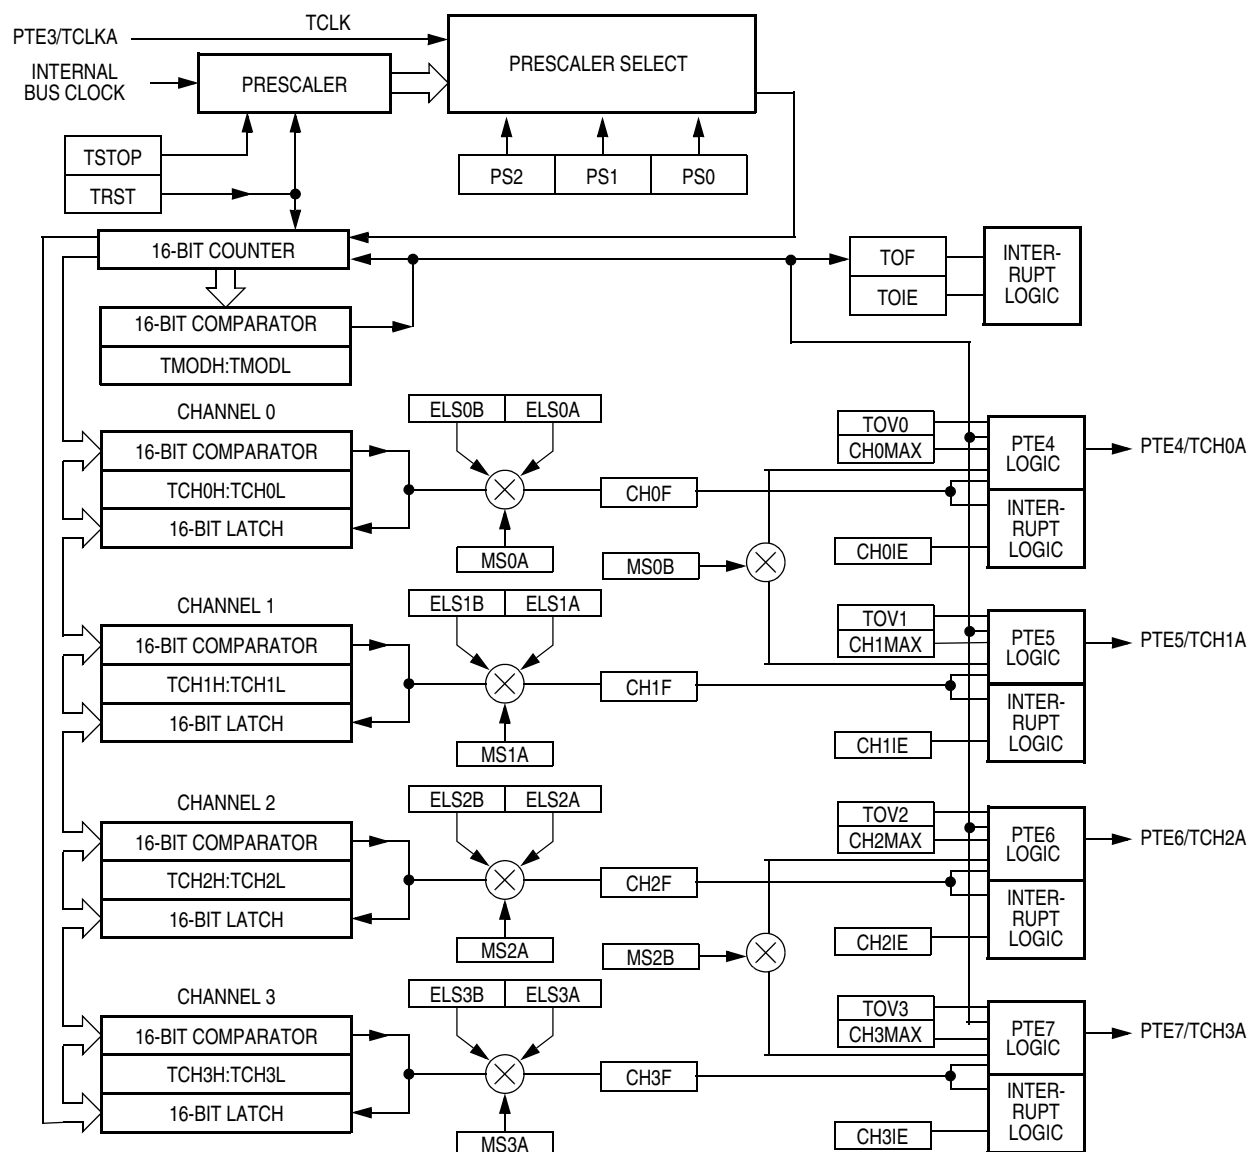 TCLK
PTE3/TCLKA
INTERNAL
BUS CLOCK
PRESCALER
PRESCALER SELECT
TSTOP
TRST
PS2
PS1
PS0
16-BIT COUNTER
TOF
TOIE
INTER-
RUPT
LOGIC
16-BIT COMPARATOR
TMODH:TMODL
CHANNEL 0
16-BIT COMPARATOR
TCH0H:TCH0L
16-BIT LATCH
ELS0B
ELS0A
MS0A
CH0F
MS0B
TOV0
CH0MAX
CH0IE
PTE4
LOGIC
INTER-
RUPT
LOGIC
PTE4/TCH0A
CHANNEL 1
16-BIT COMPARATOR
TCH1H:TCH1L
16-BIT LATCH
ELS1B
ELS1A
MS1A
CH1F
TOV1
CH1MAX
CH1IE
PTE5
LOGIC
INTER-
RUPT
LOGIC
PTE5/TCH1A
CHANNEL 2
16-BIT COMPARATOR
TCH2H:TCH2L
16-BIT LATCH
ELS2B
ELS2A
MS2A
CH2F
MS2B
TOV2
CH2MAX
CH2IE
PTE6
LOGIC
INTER-
RUPT
LOGIC
PTE6/TCH2A
CHANNEL 3
16-BIT COMPARATOR
TCH3H:TCH3L
16-BIT LATCH
ELS3B
ELS3A
MS3A
CH3F
TOV3
CH3MAX
CH3IE
PTE7
LOGIC
INTER-
RUPT
LOGIC
PTE7/TCH3A